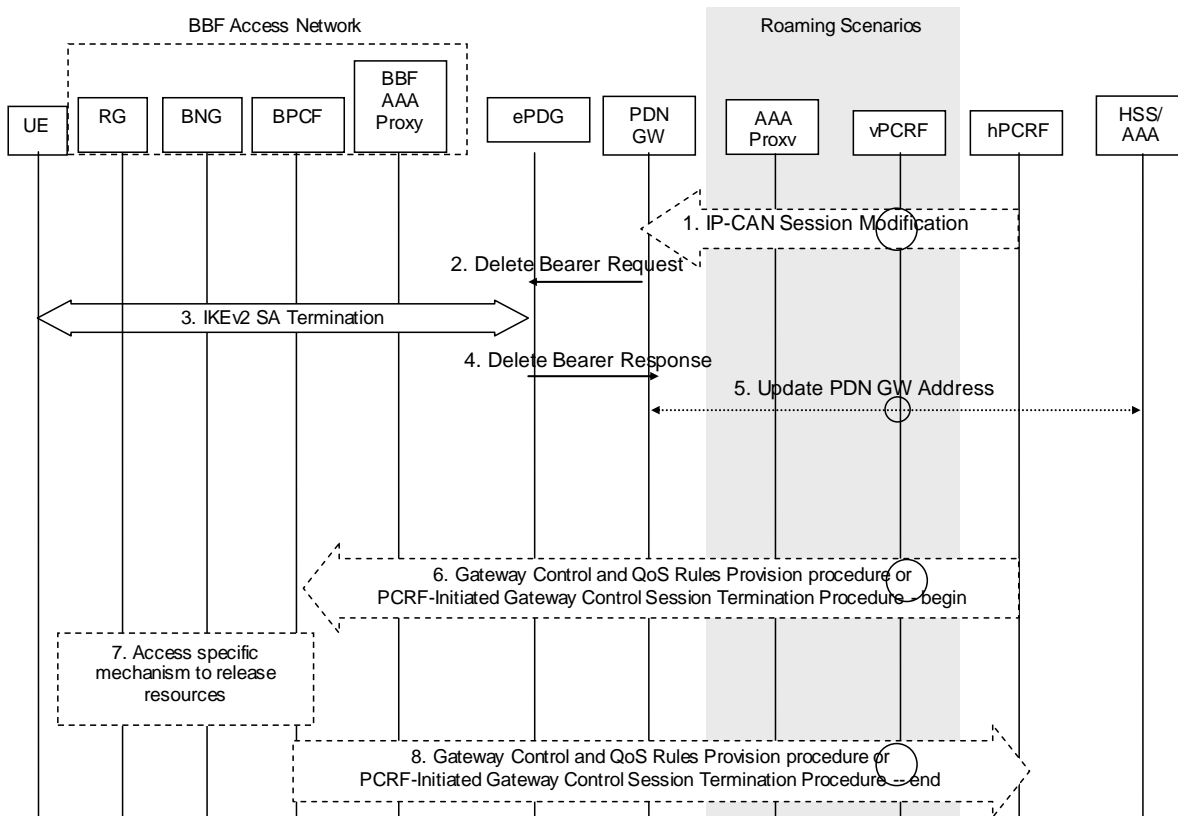 BBF Access Network
Roaming Scenarios
UE
RG
BNG
BPCF
BBF
AAA
Proxy
ePDG
PDN
GW
AAA
Proxy
vPCRF
hPCRF
HSS/
AAA
1. IP-CAN Session Modification
2. Delete Bearer Request
3. IKEv2 SA Termination
4. Delete Bearer Response
5. Update PDN GW Address
6. Gateway Control and QoS Rules Provision procedure or
PCRF-Initiated Gateway Control Session Termination Procedure - begin
7. Access specific
mechanism to release
resources
8. Gateway Control and QoS Rules Provision procedure or
PCRF-Initiated Gateway Control Session Termination Procedure -- end